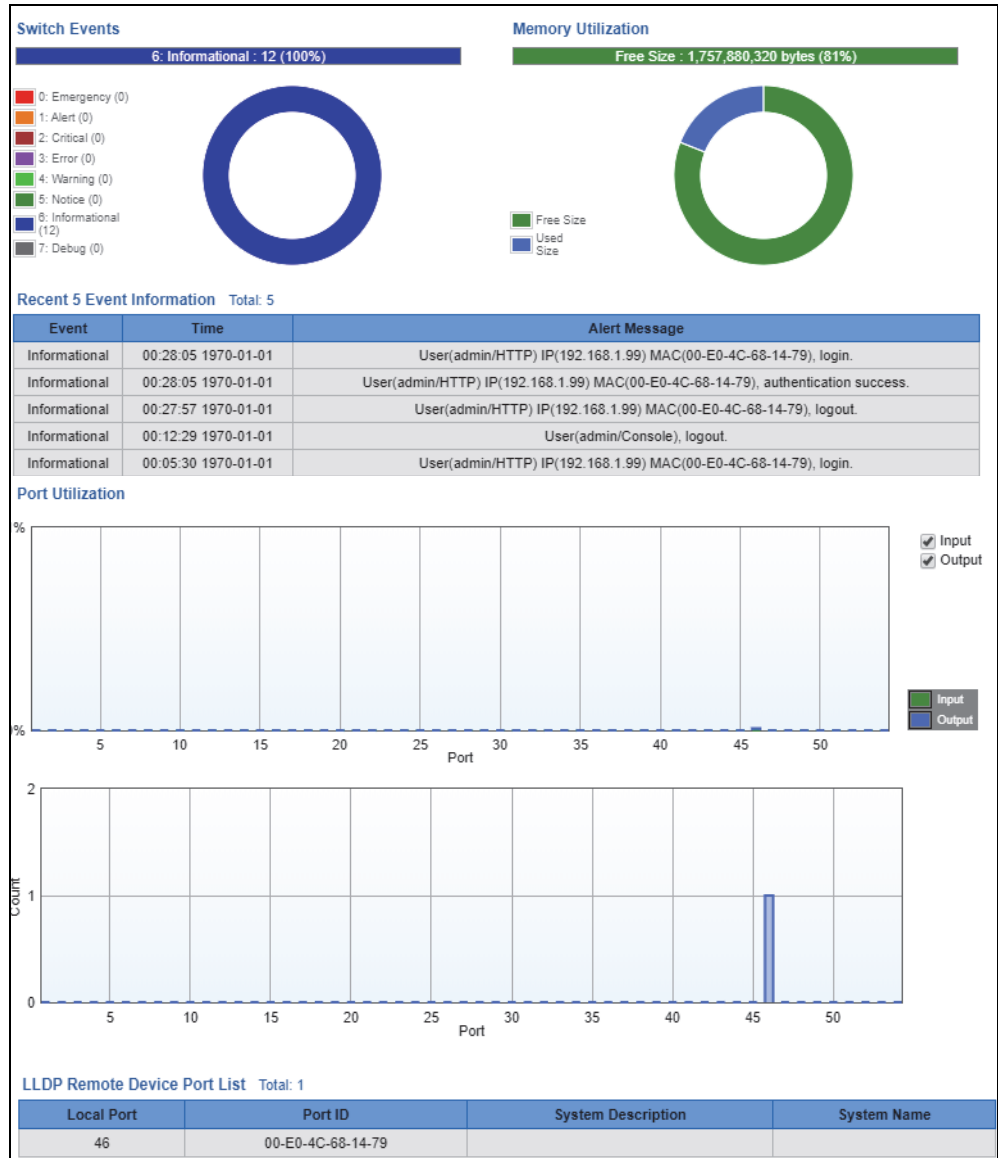 Switch Events
6: Informational : 12 (100%)
0: Emergency (0)
1: Alert (0)
2: Critical (0)
3: Error (0)
4: Warning (0)
5: Notice (0)
6: Informational
(12)
7: Debug (0)
Memory Utilization
Free Size : 1,757,880,320 bytes (81%)
Free Size
Used
Size
Recent 5 Event Information Total: 5
Event Time Alert Message
Informational 00:28:05 1970-01-01 User(admin/HTTP) IP(192.168.1.99) MAC(00-E0-4C-68-14-79), login.
Informational 00:28:05 1970-01-01 User(admin/HTTP) IP(192.168.1.99) MAC(00-E0-4C-68-14-79), authentication success.
Informational 00:27:57 1970-01-01 User(admin/HTTP) IP(192.168.1.99) MAC(00-E0-4C-68-14-79), logout.
Informational 00:12:29 1970-01-01 User(admin/Console), logout.
Informational 00:05:30 1970-01-01 User(admin/HTTP) IP(192.168.1.99) MAC(00-E0-4C-68-14-79), login.
Port Utilization
%
Input
Output
Input
Output
%
5 10 15 20 25 30 35 40 45 50
Port
2
1
0
Count
5 10 15 20 25 30 35 40 45 50
Port
LLDP Remote Device Port List Total: 1
Local Port Port ID System Description System Name
46 00-E0-4C-68-14-79